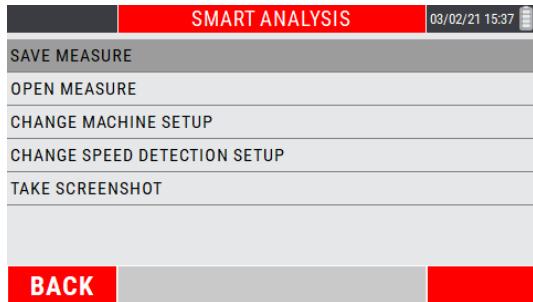 SMART ANALYSIS
03/02/21 15:37
SAVE MEASURE
OPEN MEASURE
CHANGE MACHINE SETUP
CHANGE SPEED DETECTION SETUP
TAKE SCREENSHOT
BACK